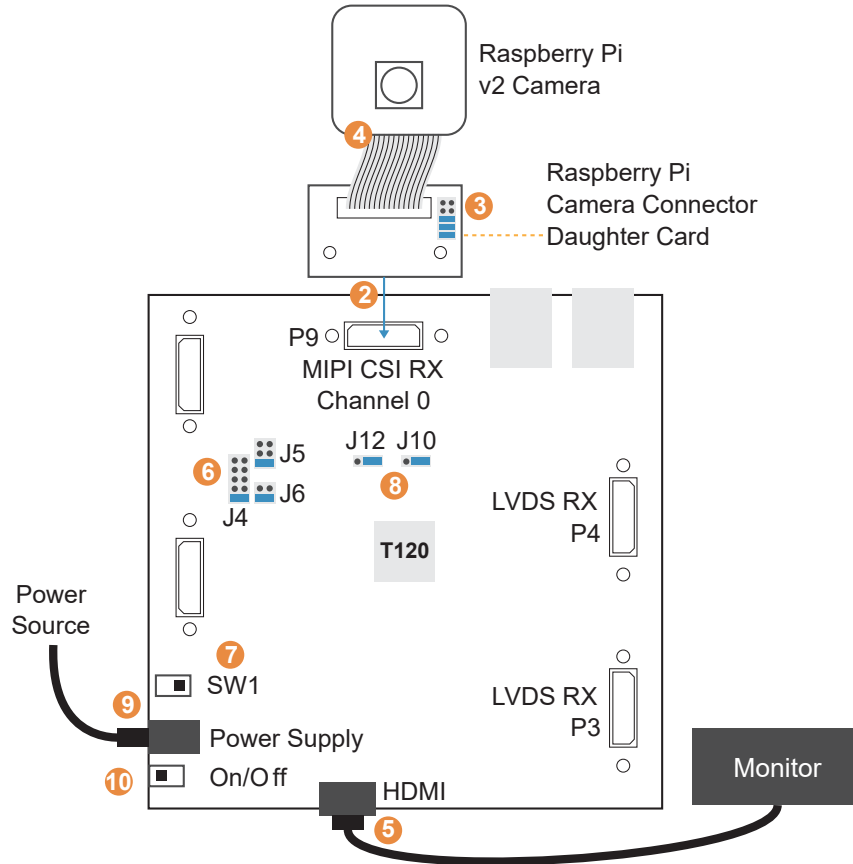 Raspberry Pi
v2 Camera
4
Raspberry Pi
Camera Connector
Daughter Card
3
2
P9
MIPI CSI RX
Channel 0
J5
J12
J10
6
J6
8
J4
LVDS RX
P4
T120
Power
Source
7
SW1
LVDS RX
P3
9
Power Supply
Monitor
10
On/Off
HDMI
5